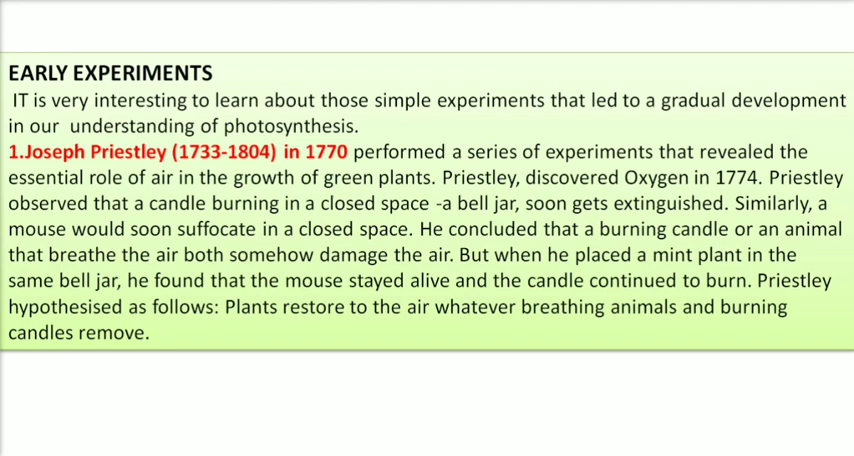 EARLY EXPERIMENTS
IT is very interesting to learn about those simple experiments that led to a gradual development
in our understanding of photosynthesis.
1.Joseph Priestley (1733-1804) in 1770 performed a series of experiments that revealed the
essential role of air in the growth of green plants. Priestley, discovered Oxygen in 1774. Priestley
observed that a candle burning in a closed space -a bell jar, soon gets extinguished. Similarly, a
mouse would soon suffocate in a closed space. He concluded that a burning candle or an animal
that breathe the air both somehow damage the air. But when he placed a mint plant in the
same bell jar, he found that the mouse stayed alive and the candle continued to burn. Priestley
hypothesised as follows: Plants restore to the air whatever breathing animals and burning
candles remove.